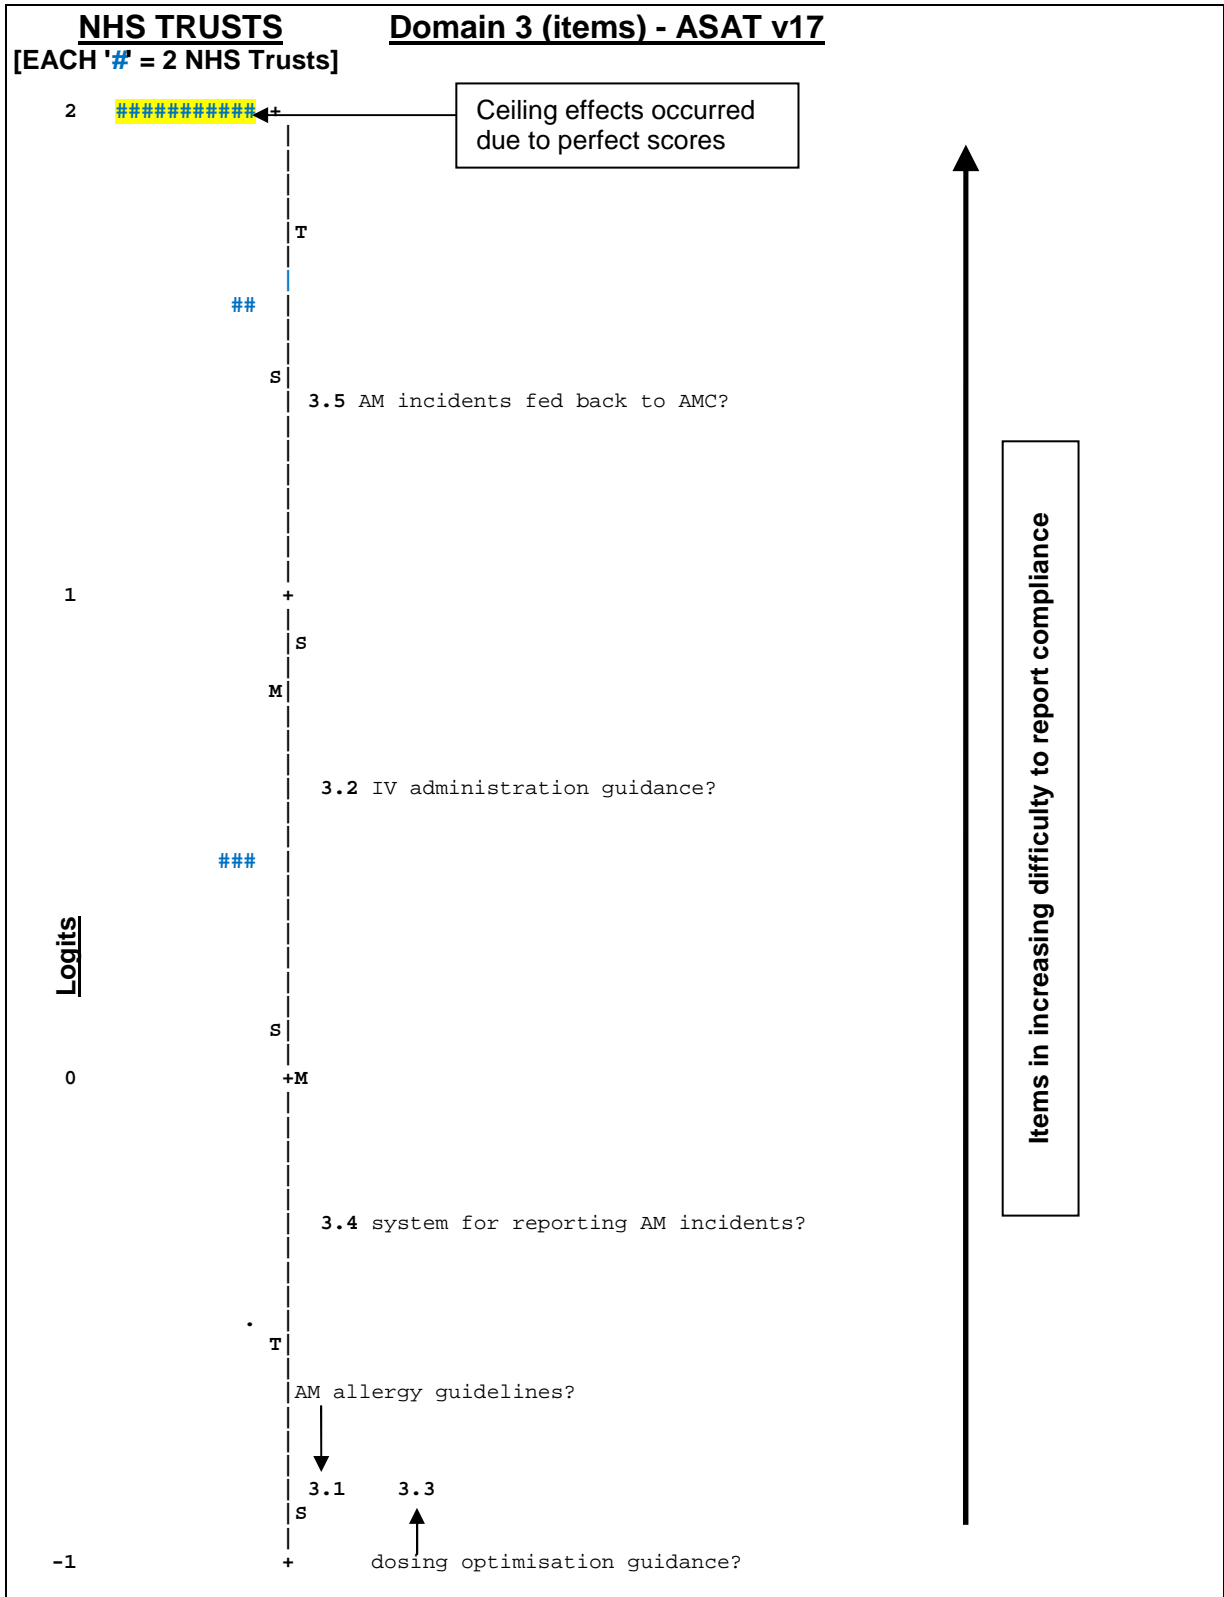 NHS TRUSTS Domain 3 (items) - ASAT v17
[EACH '#' = 2 NHS Trusts]
2 ########### +
Ceiling effects occurred
due to perfect scores
T
##
S
3.5 AM incidents fed back to AMC?
1 +
S
M
3.2 IV administration guidance?
###
Logits
S
0 +M
3.4 system for reporting AM incidents?
.
T
AM allergy guidelines?
3.1 3.3
S
-1 + dosing optimisation guidance?
Items in increasing difficulty to report compliance